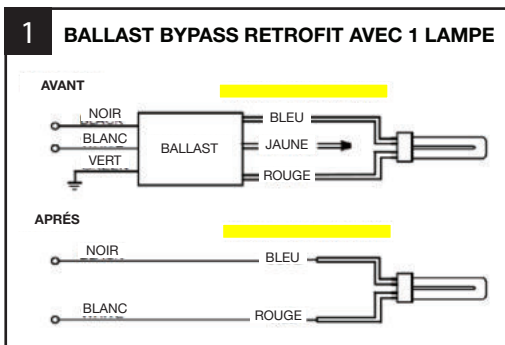 1 BALLAST BYPASS RETROFIT AVEC 1 LAMPE
AVANT
NOIR BLEU
BLANC BALLAST JAUNE
VERT ROUGE
APRÉS
NOIR BLEU
BLANC ROUGE